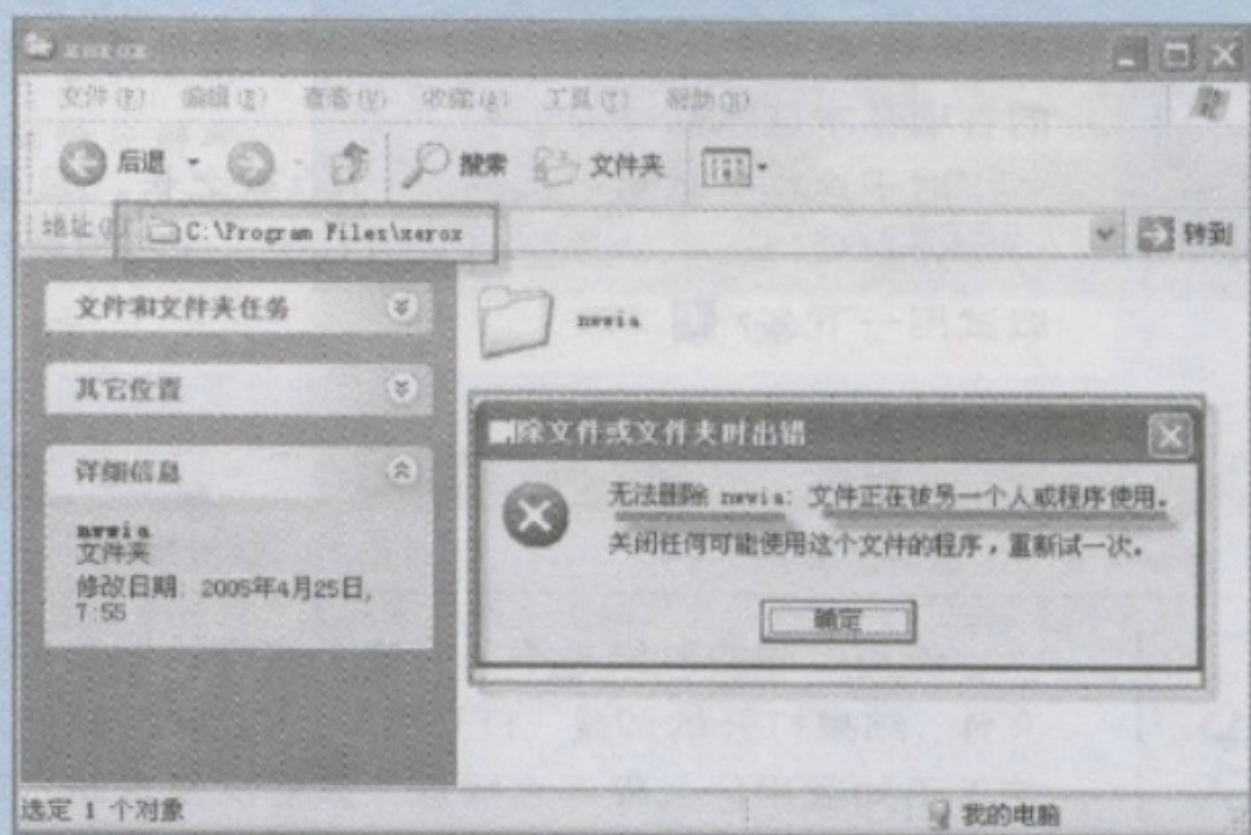 xerox
文件(F) 编辑(E) 查看(V) 收藏(A) 工具(T) 帮助(H)
后退 搜索 文件夹
地址 C:\Program Files\xerox 转到
文件和文件夹任务
其它位置
详细信息
nwwia
文件夹
修改日期: 2005年4月25日,
7:55
nwwia
删除文件或文件夹时出错
无法删除 nwwia: 文件正在被另一个人或程序使用。
关闭任何可能使用这个文件的程序，重新试一次。
确定
选定 1 个对象
我的电脑